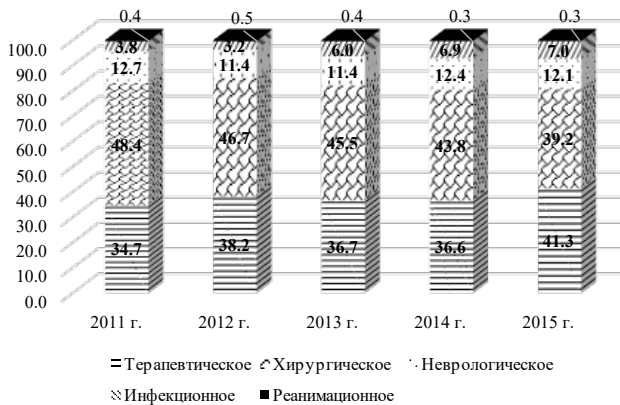 0.4 0.5 0.4 0.3 0.3
100.0 3.8 3.2 6.0 6.9 7.0
90.0 12.7 11.4 11.4 12.4 12.1
80.0
70.0
60.0 48.4 46.7 45.5 43.8 39.2
50.0
40.0
30.0
20.0 34.7 38.2 36.7 36.6 41.3
10.0
0.0
2011 г. 2012 г. 2013 г. 2014 г. 2015 г.
Терапевтическое Хирургическое Неврологическое
Инфекционное Реанимационное